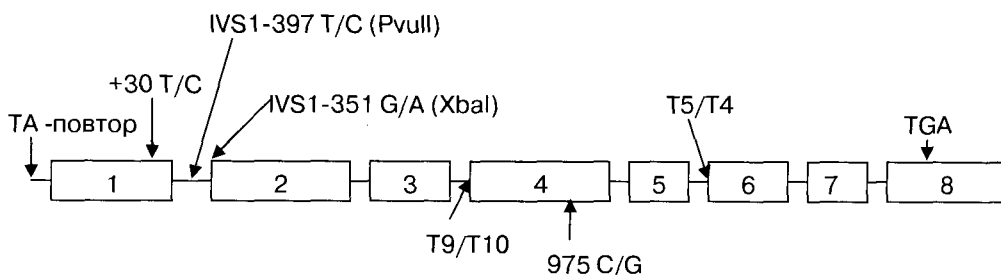 IVS1-397 T/C (PvuII)
+30 T/C
IVS1-351 G/A (XbaI)
TA -повтор
T5/T4
TGA
1 2 3 4 5 6 7 8
T9/T10
975 C/G